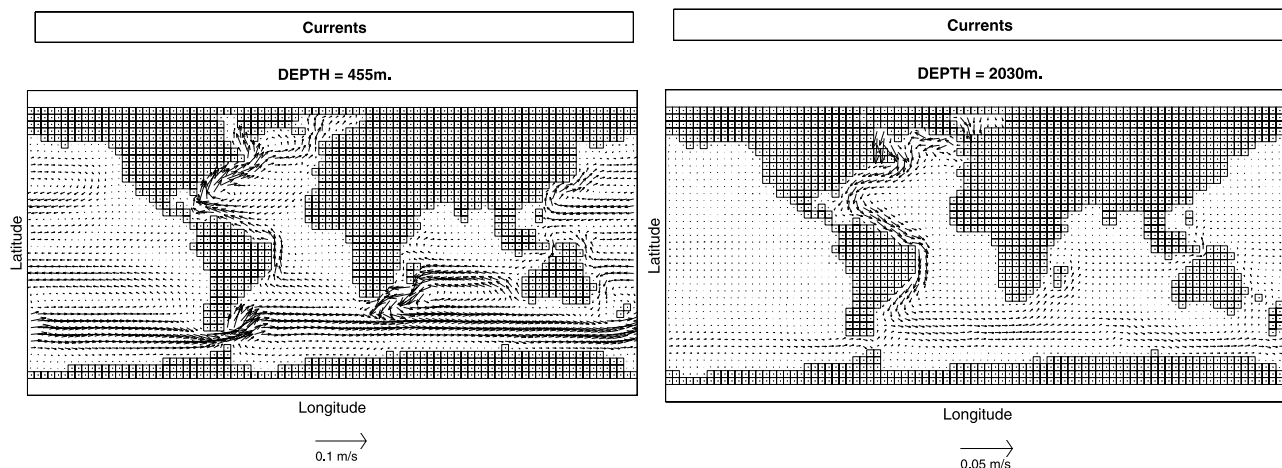 Currents
DEPTH = 455m.
Latitude
Longitude
0.1 m/s
Currents
DEPTH = 2030m.
Latitude
Longitude
0.05 m/s